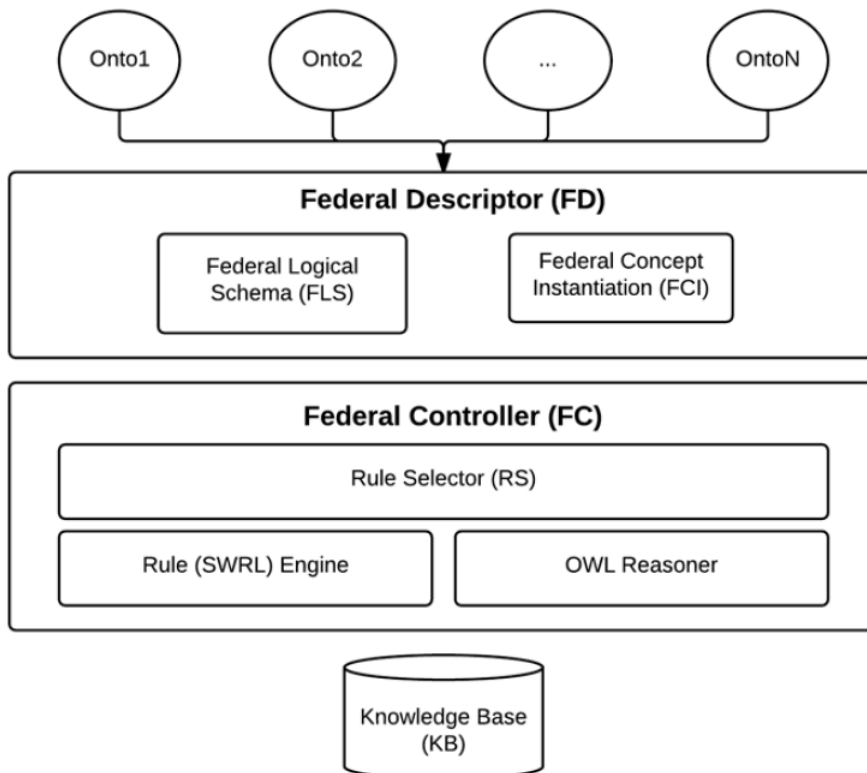 Onto1
Onto2
...
OntoN
Federal Descriptor (FD)
Federal Logical
Schema (FLS)
Federal Concept
Instantiation (FCI)
Federal Controller (FC)
Rule Selector (RS)
Rule (SWRL) Engine
OWL Reasoner
Knowledge Base
(KB)